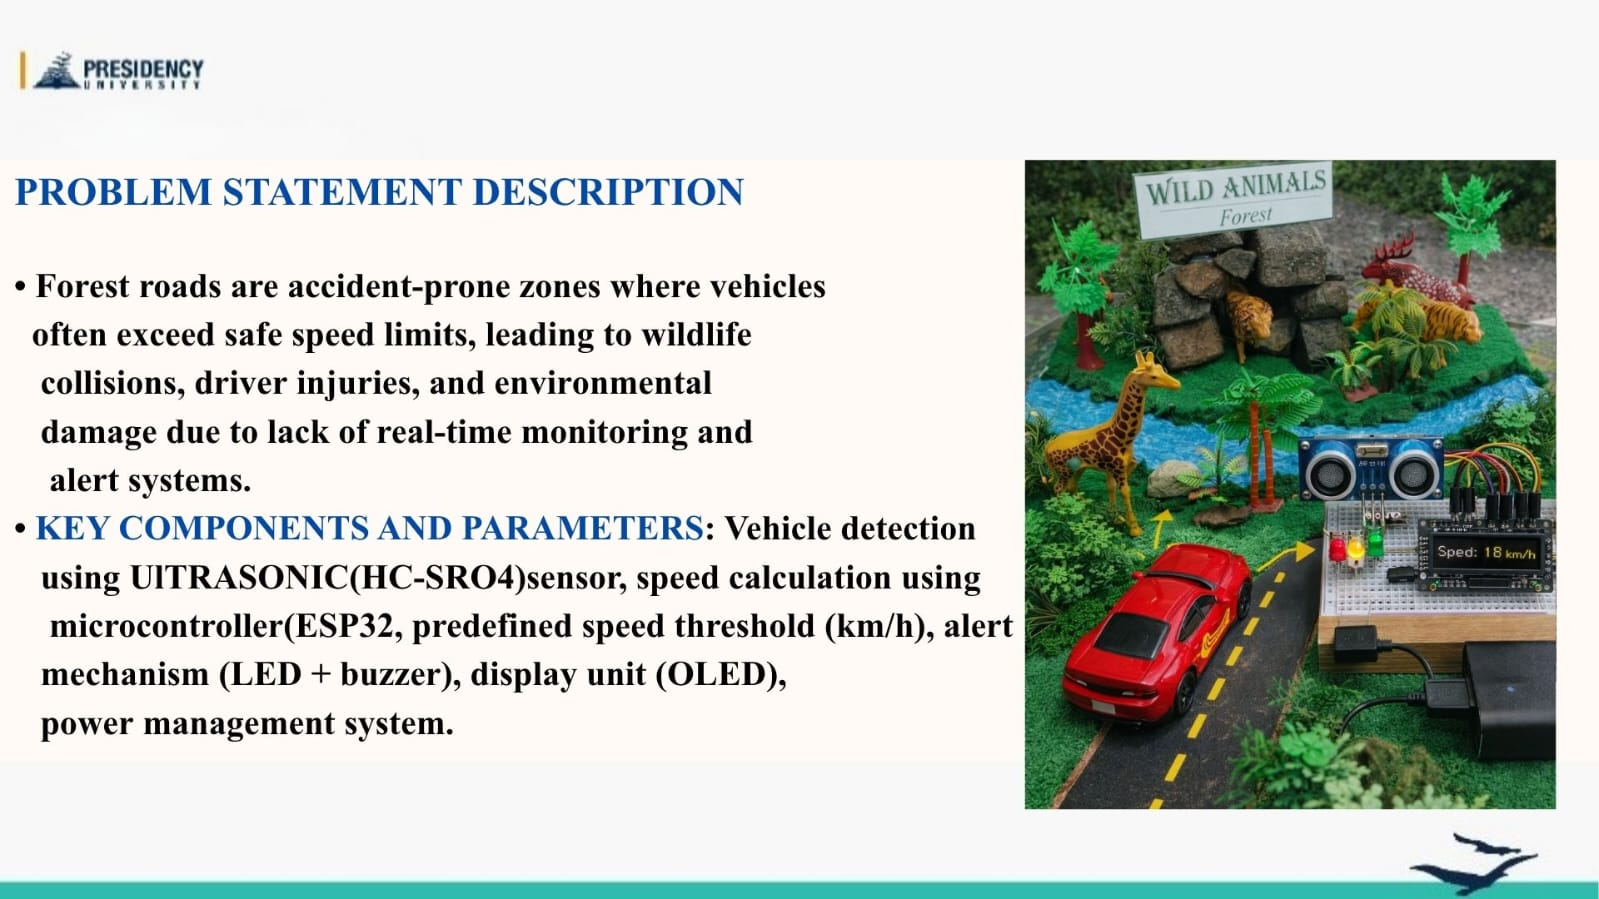 PRESIDENCY
UNIVERSITY
PROBLEM STATEMENT DESCRIPTION
• Forest roads are accident-prone zones where vehicles
often exceed safe speed limits, leading to wildlife
collisions, driver injuries, and environmental
damage due to lack of real-time monitoring and
alert systems.
• KEY COMPONENTS AND PARAMETERS: Vehicle detection
using UlTRASONIC(HC-SRO4)sensor, speed calculation using
microcontroller(ESP32, predefined speed threshold (km/h), alert
mechanism (LED + buzzer), display unit (OLED),
power management system.
WILD ANIMALS
Forest
Sped: 18 km/h